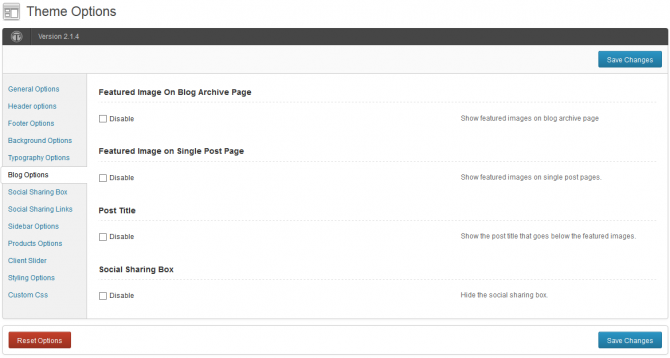 Theme Options
Version 2.1.4
Save Changes
General Options
Header options
Footer Options
Background Options
Typography Options
Blog Options
Social Sharing Box
Social Sharing Links
Sidebar Options
Products Options
Client Slider
Styling Options
Custom Css
Featured Image On Blog Archive Page
Disable
Show featured images on blog archive page
Featured Image on Single Post Page
Disable
Show featured images on single post pages.
Post Title
Disable
Show the post title that goes below the featured images.
Social Sharing Box
Disable
Hide the social sharing box.
Reset Options
Save Changes